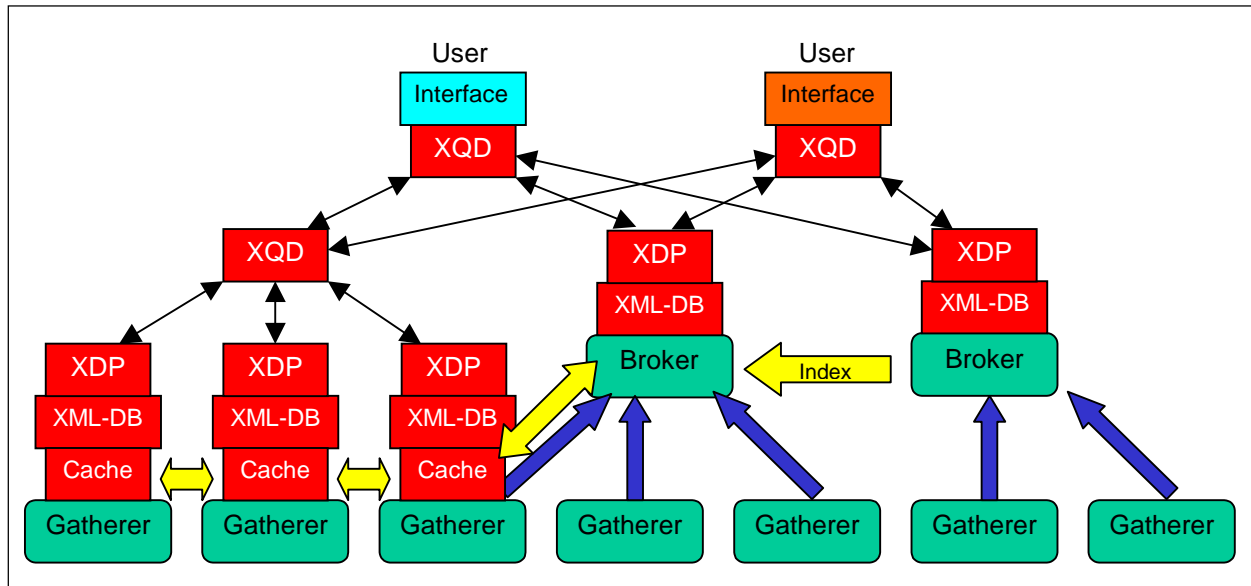 User
User
Interface
Interface
XQD
XQD
XQD
XDP
XDP
XML-DB
XML-DB
Broker
Index
Broker
XDP
XDP
XDP
XML-DB
XML-DB
XML-DB
Cache
Cache
Cache
Gatherer
Gatherer
Gatherer
Gatherer
Gatherer
Gatherer
Gatherer